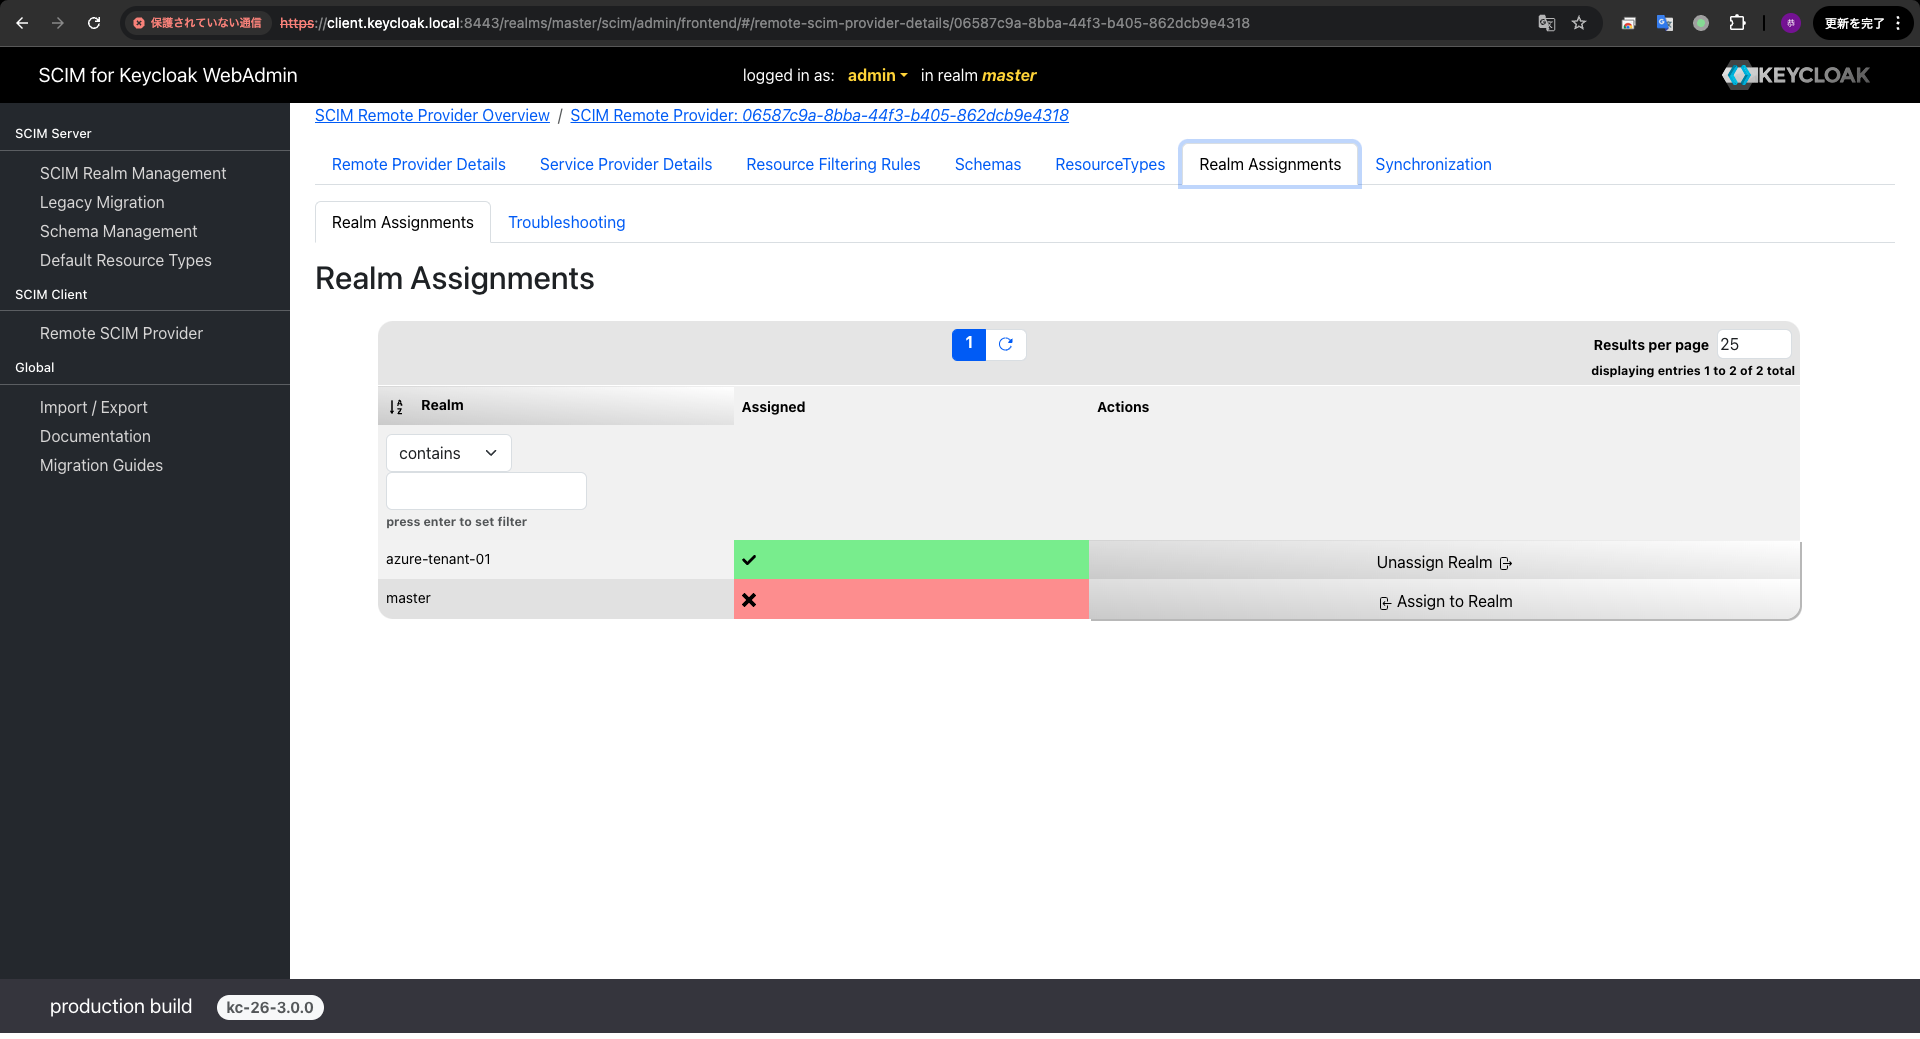 保護されていない通信 https://client.keycloak.local:8443/realms/master/scim/admin/frontend/#/remote-scim-provider-details/06587c9a-8bba-44f3-b405-862dcb9e4318 更新を完了
SCIM for Keycloak WebAdmin logged in as: admin in realm master KEYCLOAK
SCIM Server
SCIM Realm Management
Legacy Migration
Schema Management
Default Resource Types
SCIM Client
Remote SCIM Provider
Global
Import / Export
Documentation
Migration Guides
SCIM Remote Provider Overview / SCIM Remote Provider: 06587c9a-8bba-44f3-b405-862dcb9e4318
Remote Provider Details Service Provider Details Resource Filtering Rules Schemas ResourceTypes Realm Assignments Synchronization
Realm Assignments Troubleshooting
Realm Assignments
1 Results per page 25
displaying entries 1 to 2 of 2 total
Realm Assigned Actions
contains
press enter to set filter
azure-tenant-01 Unassign Realm
master Assign to Realm
production build kc-26-3.0.0